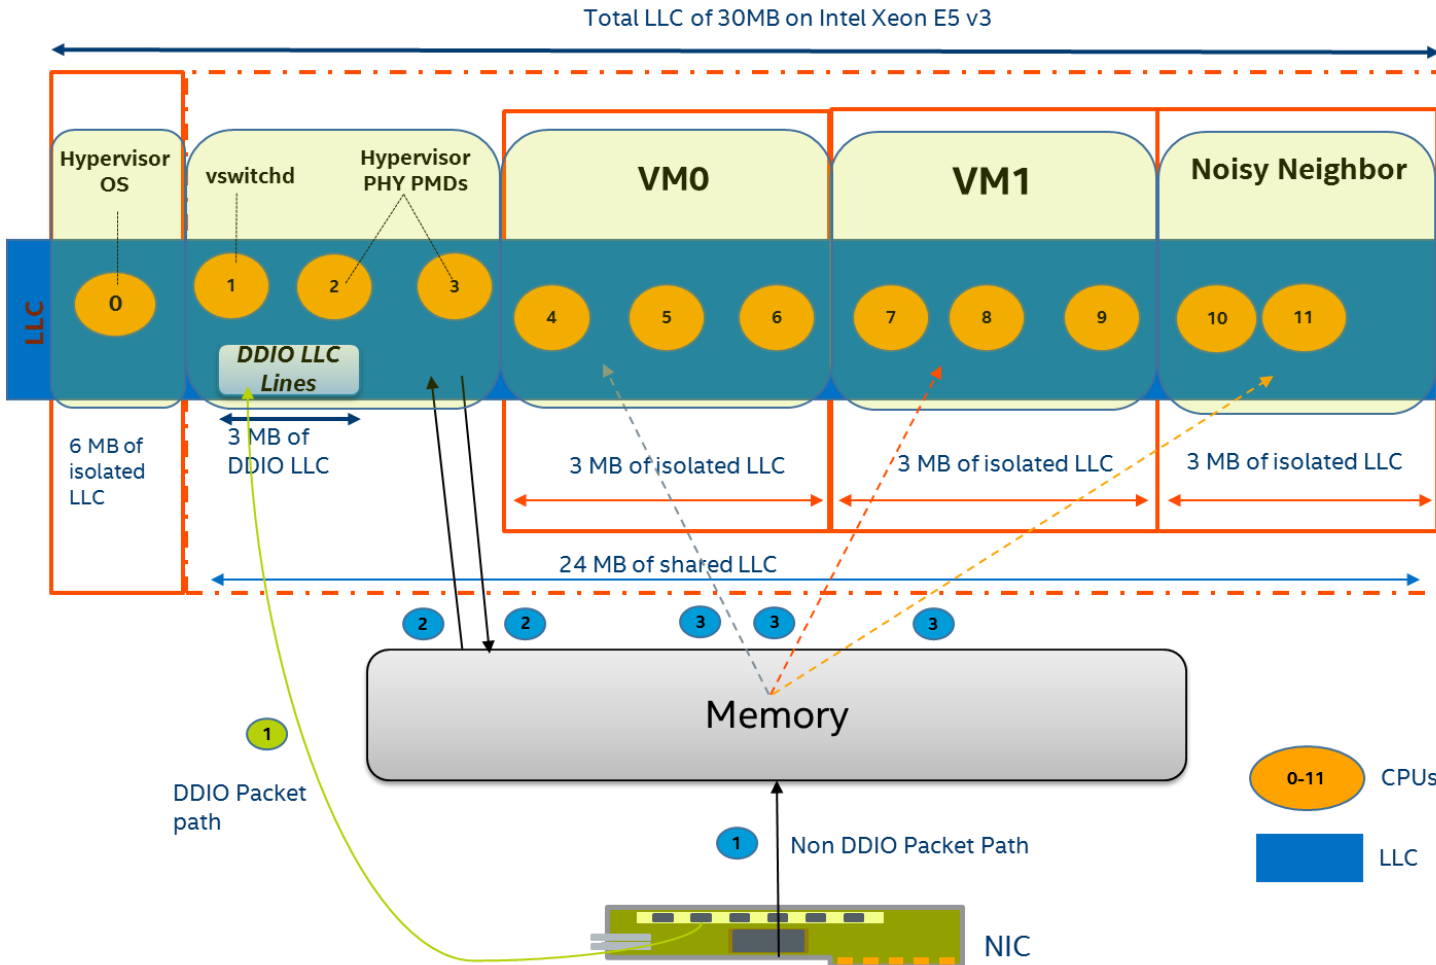 Total LLC of 30MB on Intel Xeon E5 v3
Hypervisor
OS
vswitchd
Hypervisor
PHY PMDs
VM0
VM1
Noisy Neighbor
LLC
0
1
2
3
4
5
6
7
8
9
10
11
DDIO LLC
Lines
6 MB of
isolated
LLC
3 MB of
DDIO LLC
3 MB of isolated LLC
3 MB of isolated LLC
3 MB of isolated LLC
24 MB of shared LLC
2
2
3
3
3
Memory
1
DDIO Packet
path
1
Non DDIO Packet Path
0-11
CPUs
LLC
NIC